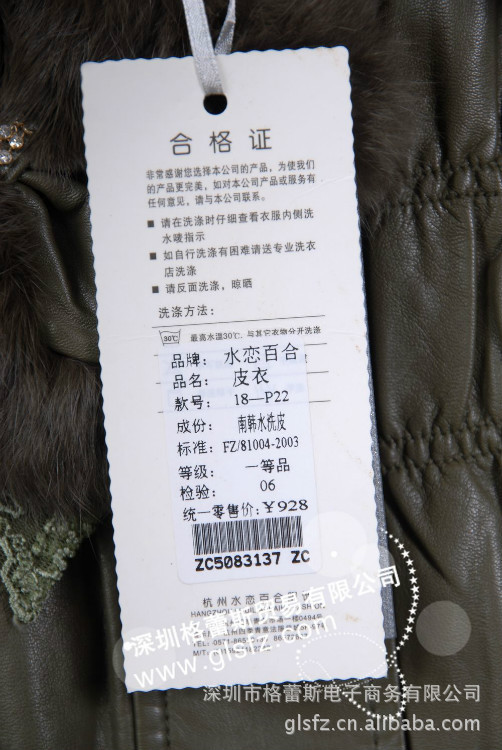 合格证
非常感谢您选择本公司的产品，为使我们
的产品更完美，如对本公司产品或服务有
任何意见，请与本公司联系。
■ 请在洗涤时仔细查看衣服内侧洗
水唛指示
■ 如自行洗涤有困难请送专业洗衣
店洗涤
■ 请反面洗涤，晾晒
洗涤方法：
30℃ 最高水温30℃，与其它衣物分开洗涤
品牌： 水恋百合
品名： 皮衣
款号： 18—P22
成份： 南韩水洗皮
标准： FZ/81004-2003
等级： 一等品
检验： 06
统一零售价：￥928
ZC5083137 ZC
杭州水恋百合
深圳格蕾斯贸易有限公司
www.glsfz.com
深圳市格蕾斯电子商务有限公司
glsfz.cn.alibaba.com